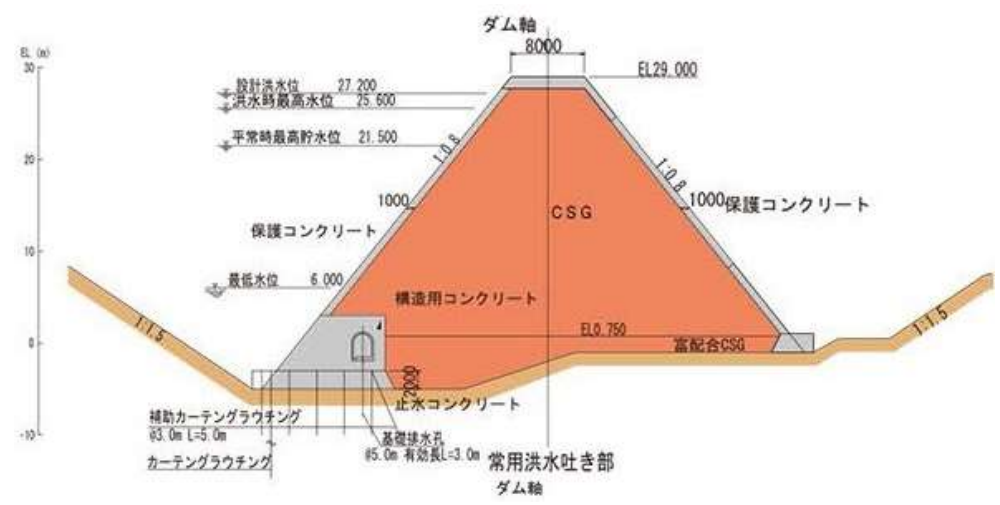 ダム軸
8000
EL (m)
30
EL29.000
設計洪水位 27.200
洪水時最高水位 25.600
平常時最高貯水位 21.500
1:0.8
1:0.8
20
1000
1000
保護コンクリート
CSG
保護コンクリート
10
最低水位 6.000
構造用コンクリート
1:1.5
EL0.750
1:1.5
0
富配合CSG
2000
止水コンクリート
補助カーテングラウチング
@3.0m L=5.0m
-10
基礎排水孔
@5.0m 有効長L=3.0m
カーテングラウチング
常用洪水吐き部
ダム軸